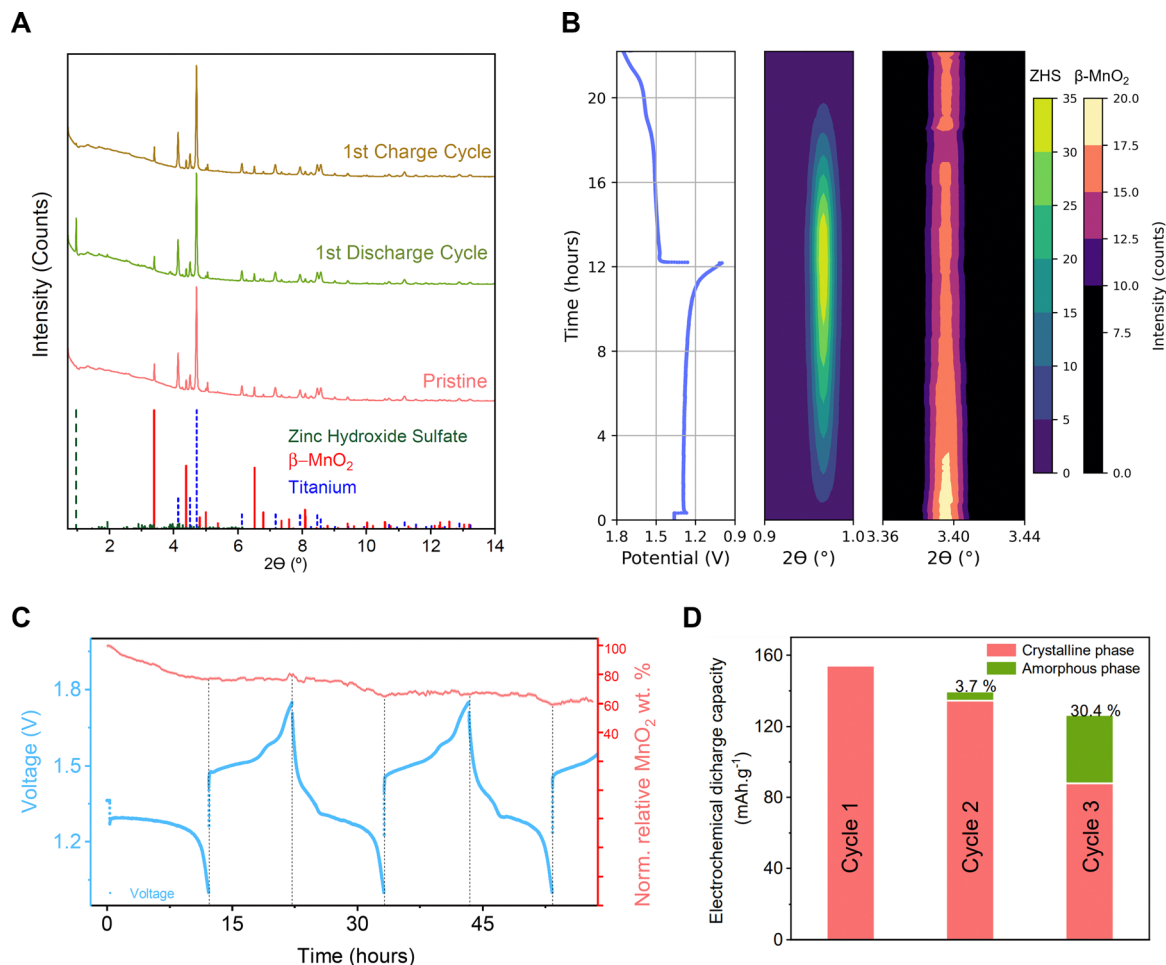 A
1st Charge Cycle
1st Discharge Cycle
Pristine
Zinc Hydroxide Sulfate
β–MnO₂
Titanium
Intensity (Counts)
2 4 6 8 10 12 14
2Θ (º)
B
20
16
12
8
4
0
Time (hours)
1.8 1.5 1.2 0.9
Potential (V)
0.9 1.0
2Θ (°)
3.36 3.40 3.44
2Θ (°)
ZHS
35
30
25
20
15
10
5
0
β-MnO₂
20.0
17.5
15.0
12.5
10.0
7.5
0.0
Intensity (counts)
C
1.8
1.5
1.2
Voltage (V)
100
80
60
40
Norm. relative MnO₂ wt. %
Voltage
0 15 30 45
Time (hours)
D
Crystalline phase
Amorphous phase
160
120
80
40
0
Electrochemical dicharge capacity
(mAh.g⁻¹)
3.7 %
30.4 %
Cycle 1
Cycle 2
Cycle 3